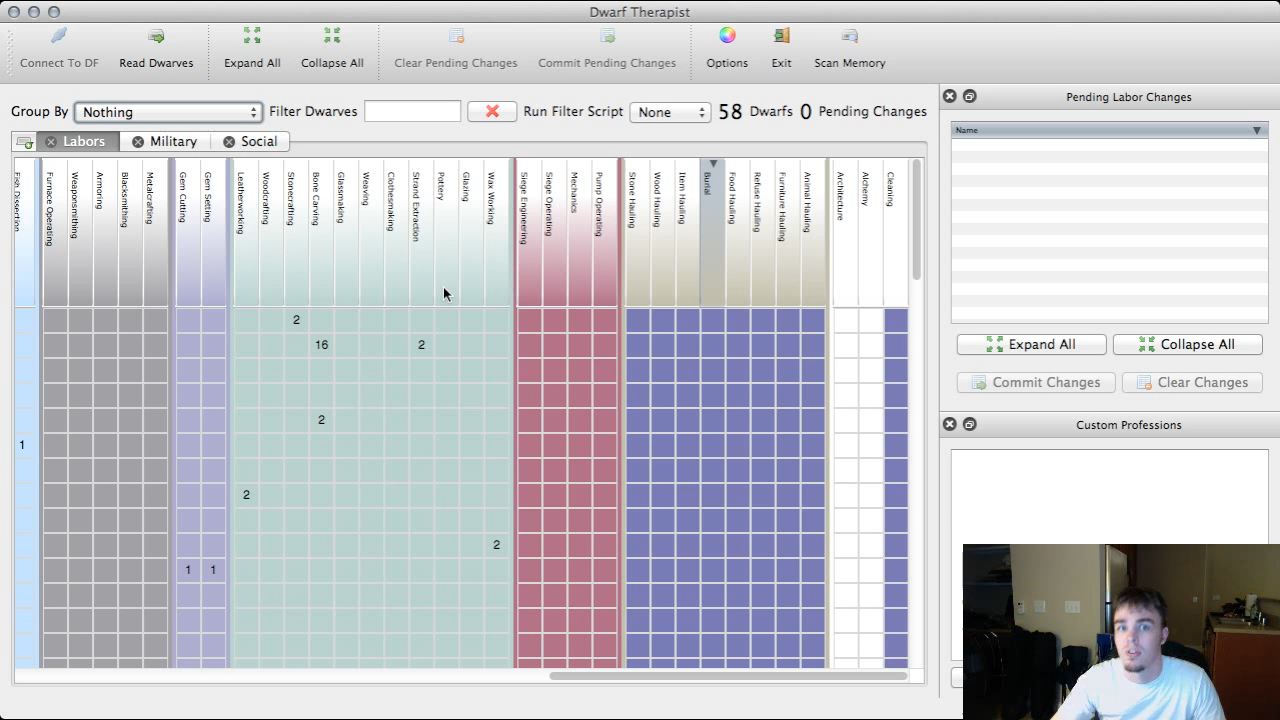 Dwarf Therapist
Connect To DF Read Dwarves Expand All Collapse All Clear Pending Changes Commit Pending Changes Options Exit Scan Memory
Group By Nothing Filter Dwarves Run Filter Script None 58 Dwarfs 0 Pending Changes
Labors Military Social
Fish Dissection
Furnace Operating
Weaponsmithing
Armoring
Blacksmithing
Metalcrafting
Gem Cutting
Gem Setting
Leatherworking
Woodcrafting
Stonecrafting
Bone Carving
Glassmaking
Weaving
Clothesmaking
Strand Extraction
Pottery
Glazing
Wax Working
Siege Engineering
Siege Operating
Mechanics
Pump Operating
Stone Hauling
Wood Hauling
Item Hauling
Burial
Food Hauling
Refuse Hauling
Furniture Hauling
Animal Hauling
Architecture
Alchemy
Cleaning
2
16 2
2
1
2
2
1 1
Pending Labor Changes
Name
Expand All Collapse All
Commit Changes Clear Changes
Custom Professions